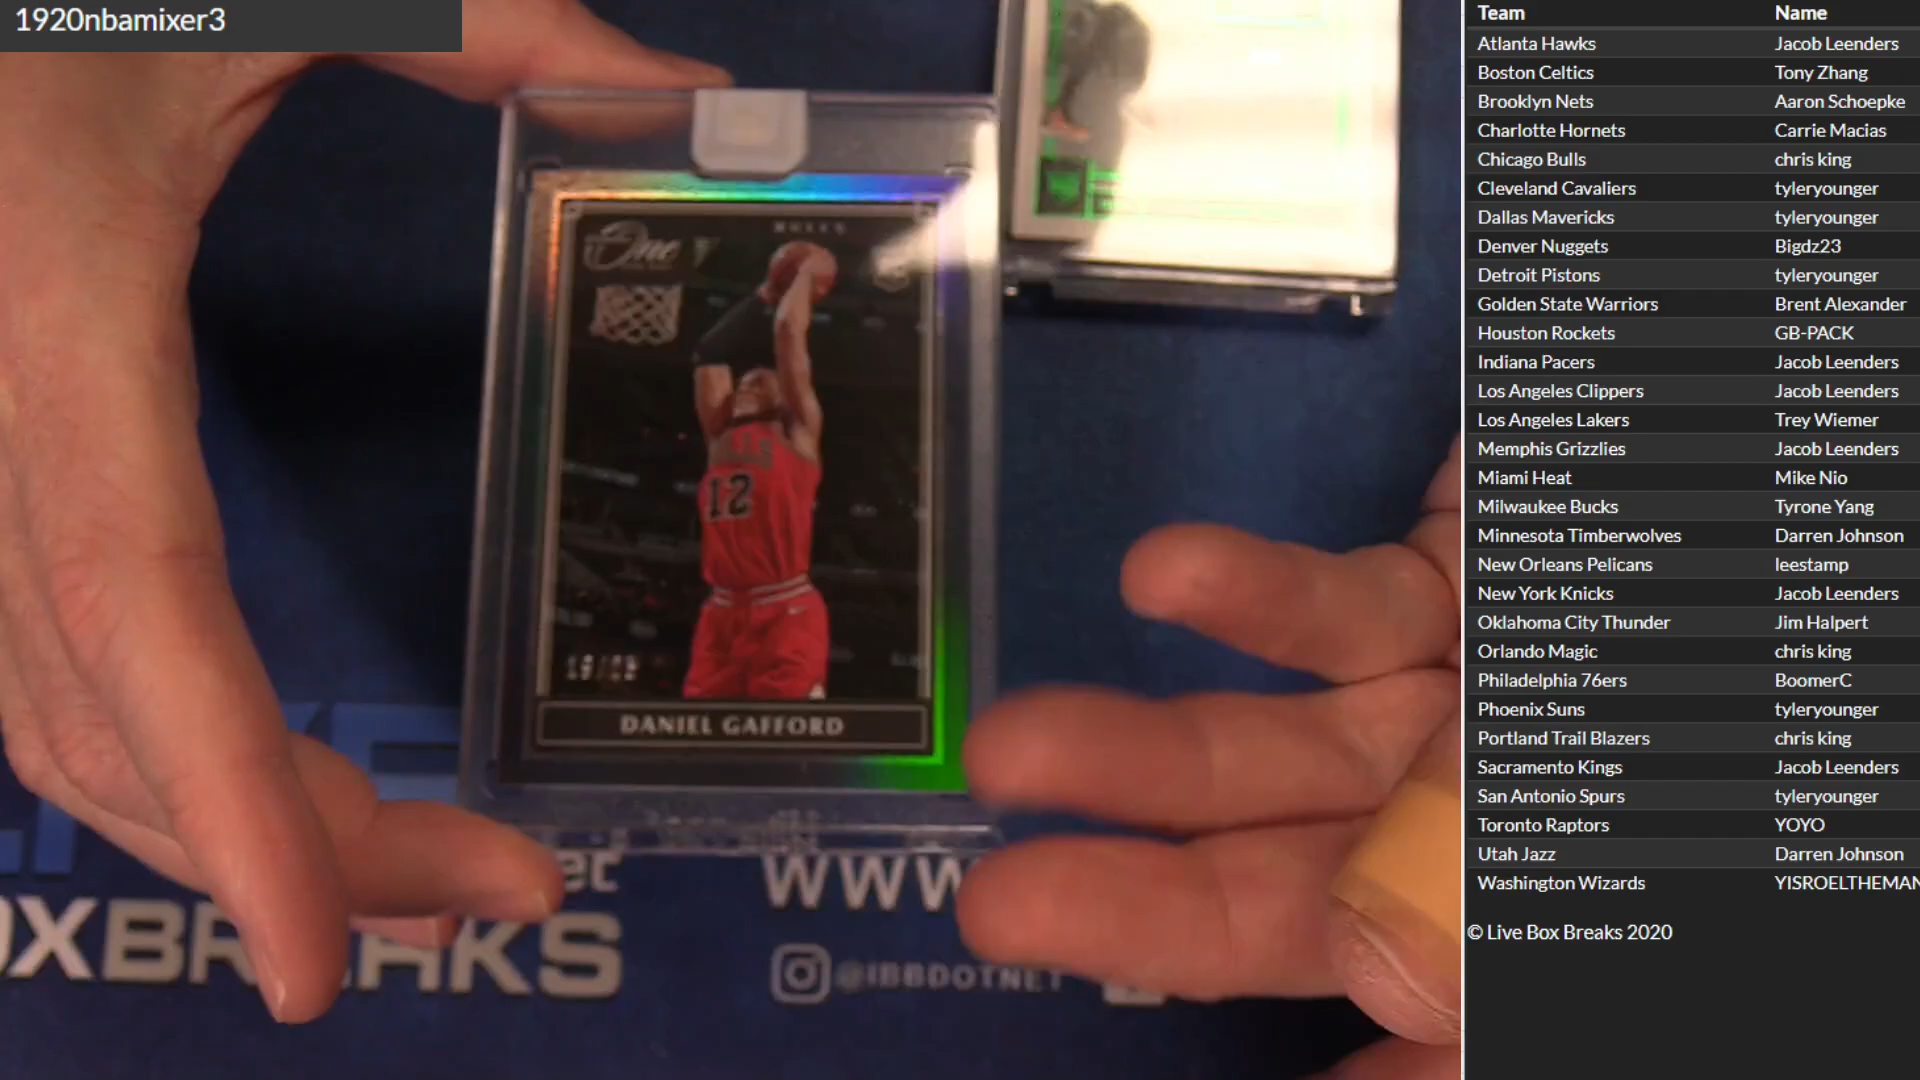 1920nbamixer3
Team Name
Atlanta Hawks Jacob Leenders
Boston Celtics Tony Zhang
Brooklyn Nets Aaron Schoepke
Charlotte Hornets Carrie Macias
Chicago Bulls chris king
Cleveland Cavaliers tyleryounger
Dallas Mavericks tyleryounger
Denver Nuggets Bigdz23
Detroit Pistons tyleryounger
Golden State Warriors Brent Alexander
Houston Rockets GB-PACK
Indiana Pacers Jacob Leenders
Los Angeles Clippers Jacob Leenders
Los Angeles Lakers Trey Wiemer
Memphis Grizzlies Jacob Leenders
Miami Heat Mike Nio
Milwaukee Bucks Tyrone Yang
Minnesota Timberwolves Darren Johnson
New Orleans Pelicans leestamp
New York Knicks Jacob Leenders
Oklahoma City Thunder Jim Halpert
Orlando Magic chris king
Philadelphia 76ers BoomerC
Phoenix Suns tyleryounger
Portland Trail Blazers chris king
Sacramento Kings Jacob Leenders
San Antonio Spurs tyleryounger
Toronto Raptors YOYO
Utah Jazz Darren Johnson
Washington Wizards YISROELTHEMAN
© Live Box Breaks 2020
BULLS
One
12
DANIEL GAFFORD
WWW
@IBBDOTNET